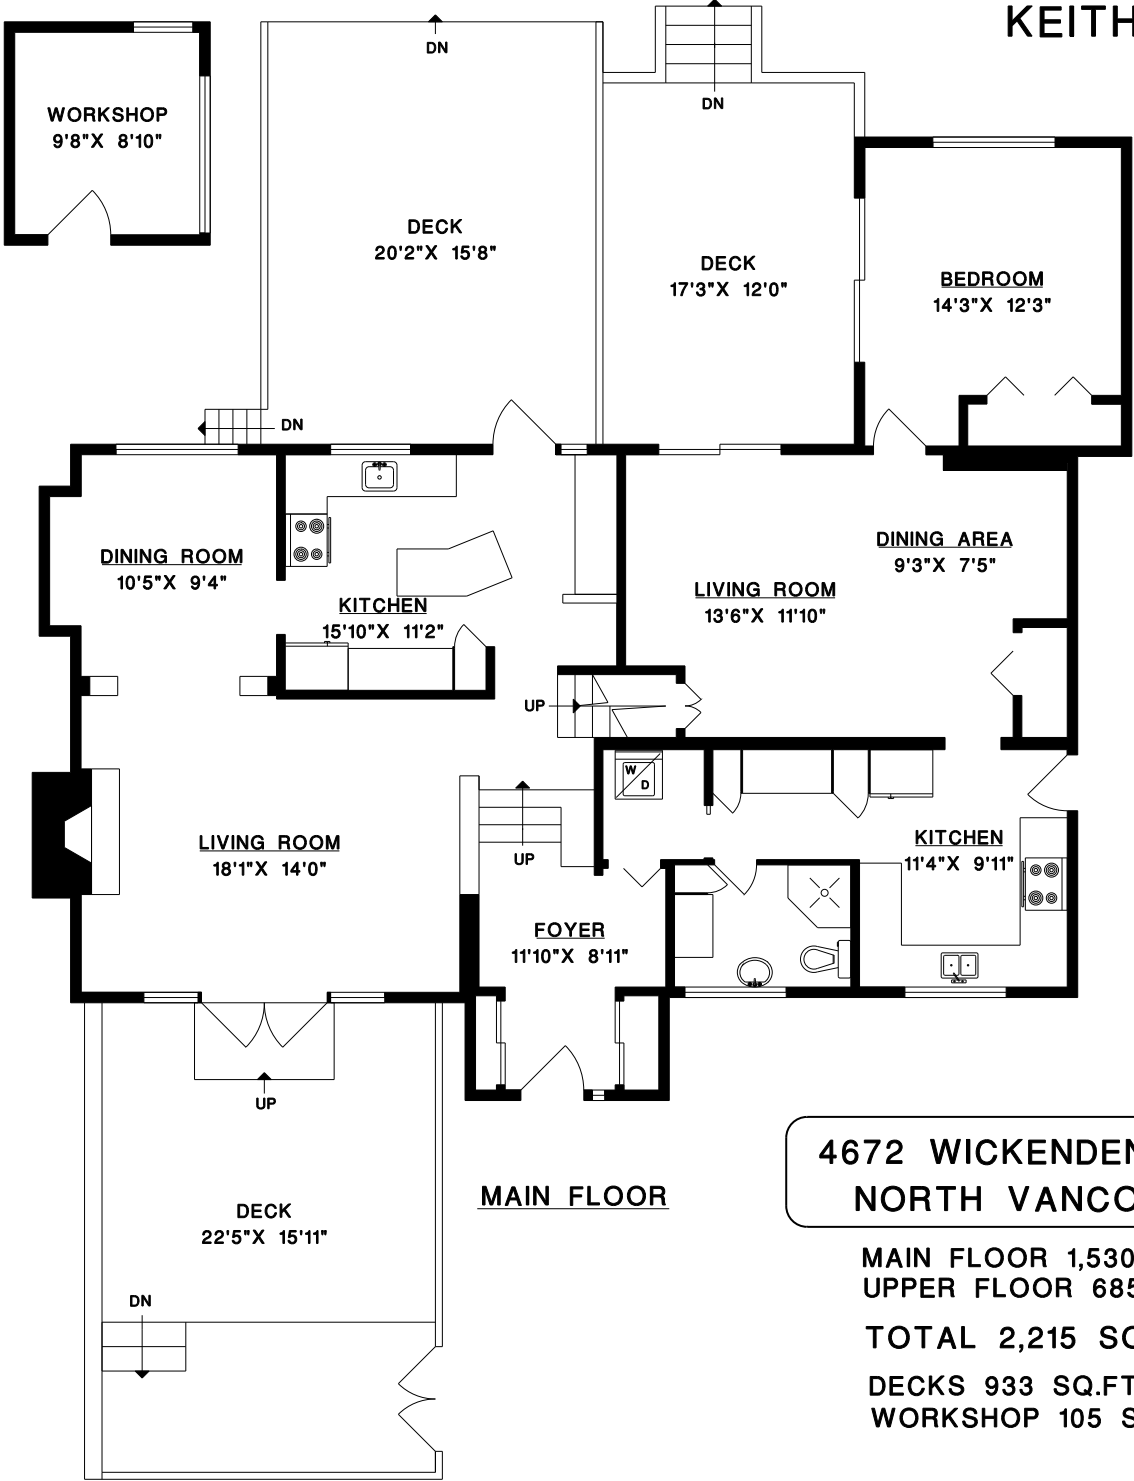 KEITH
WORKSHOP
9'8"X 8'10"
DN
DN
DECK
20'2"X 15'8"
DECK
17'3"X 12'0"
BEDROOM
14'3"X 12'3"
DN
DINING ROOM
10'5"X 9'4"
KITCHEN
15'10"X 11'2"
DINING AREA
9'3"X 7'5"
LIVING ROOM
13'6"X 11'10"
UP
W
D
LIVING ROOM
18'1"X 14'0"
UP
KITCHEN
11'4"X 9'11"
FOYER
11'10"X 8'11"
UP
DECK
22'5"X 15'11"
DN
MAIN FLOOR
4672 WICKENDEN
NORTH VANCO
MAIN FLOOR 1,530
UPPER FLOOR 685
TOTAL 2,215 SQ
DECKS 933 SQ.FT
WORKSHOP 105 S